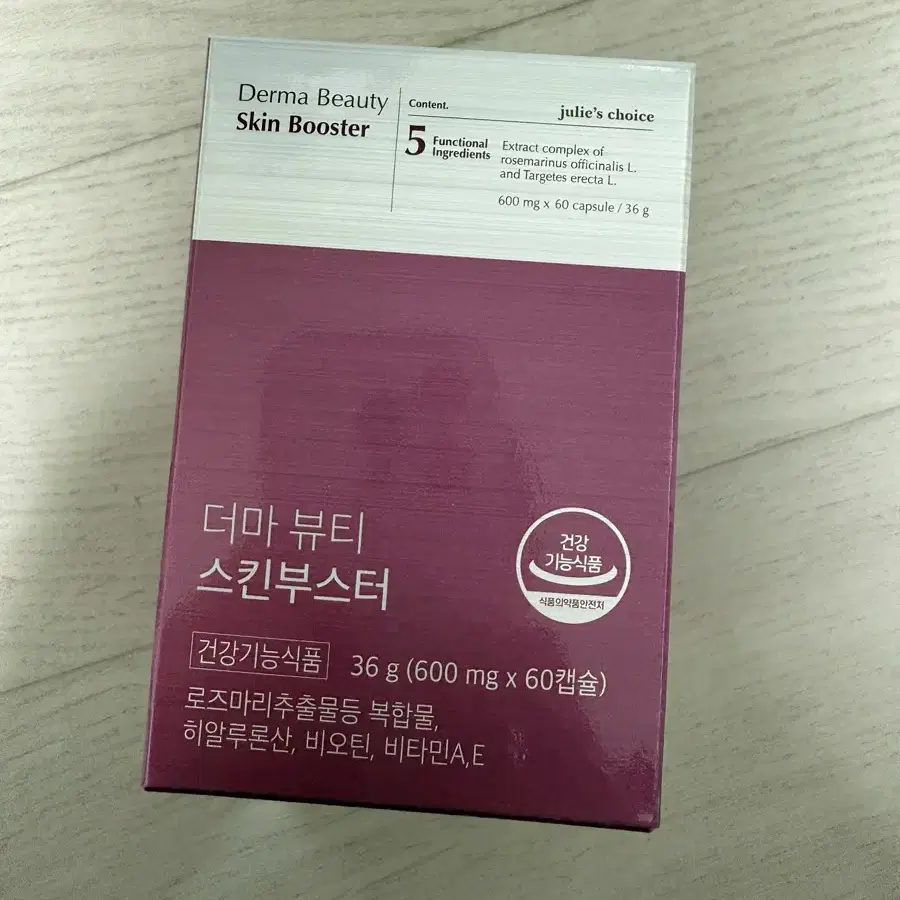 Derma Beauty
Skin Booster
Content.
julie's choice
5 Functional
Ingredients
Extract complex of
rosemarinus officinalis L.
and Targetes erecta L.
600 mg x 60 capsule / 36 g
더마 뷰티
스킨부스터
건강
기능식품
식품의약품안전처
건강기능식품 36 g (600 mg x 60캡슐)
로즈마리추출물등 복합물,
히알루론산, 비오틴, 비타민A,E